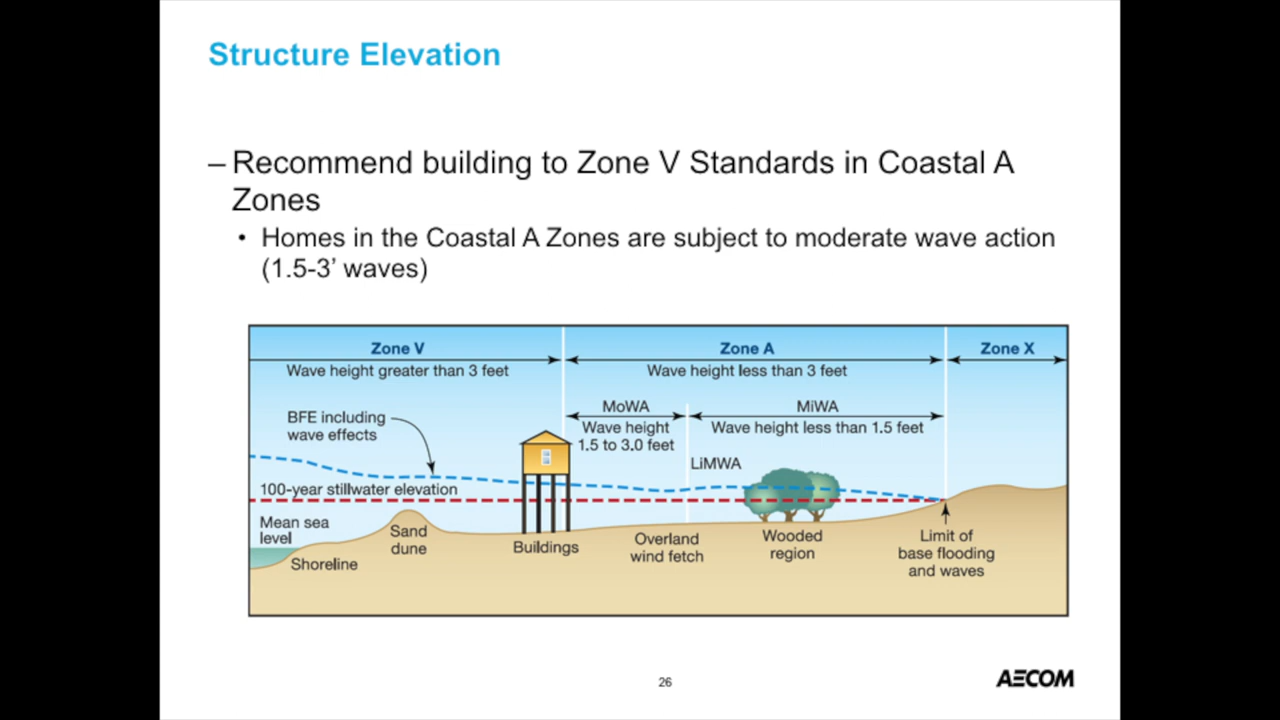 Structure Elevation
– Recommend building to Zone V Standards in Coastal A
Zones
• Homes in the Coastal A Zones are subject to moderate wave action
(1.5-3’ waves)
Zone V
Zone A
Zone X
Wave height greater than 3 feet
Wave height less than 3 feet
MoWA
MiWA
BFE including
wave effects
Wave height
1.5 to 3.0 feet
Wave height less than 1.5 feet
LiMWA
100-year stillwater elevation
Mean sea
level
Shoreline
Sand
dune
Buildings
Overland
wind fetch
Wooded
region
Limit of
base flooding
and waves
26
AECOM